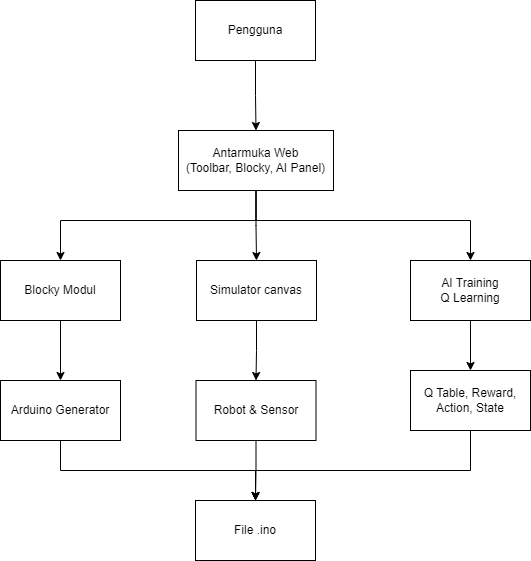 Pengguna
Antarmuka Web
(Toolbar, Blocky, AI Panel)
Blocky Modul
Simulator canvas
AI Training
Q Learning
Arduino Generator
Robot & Sensor
Q Table, Reward,
Action, State
File .ino